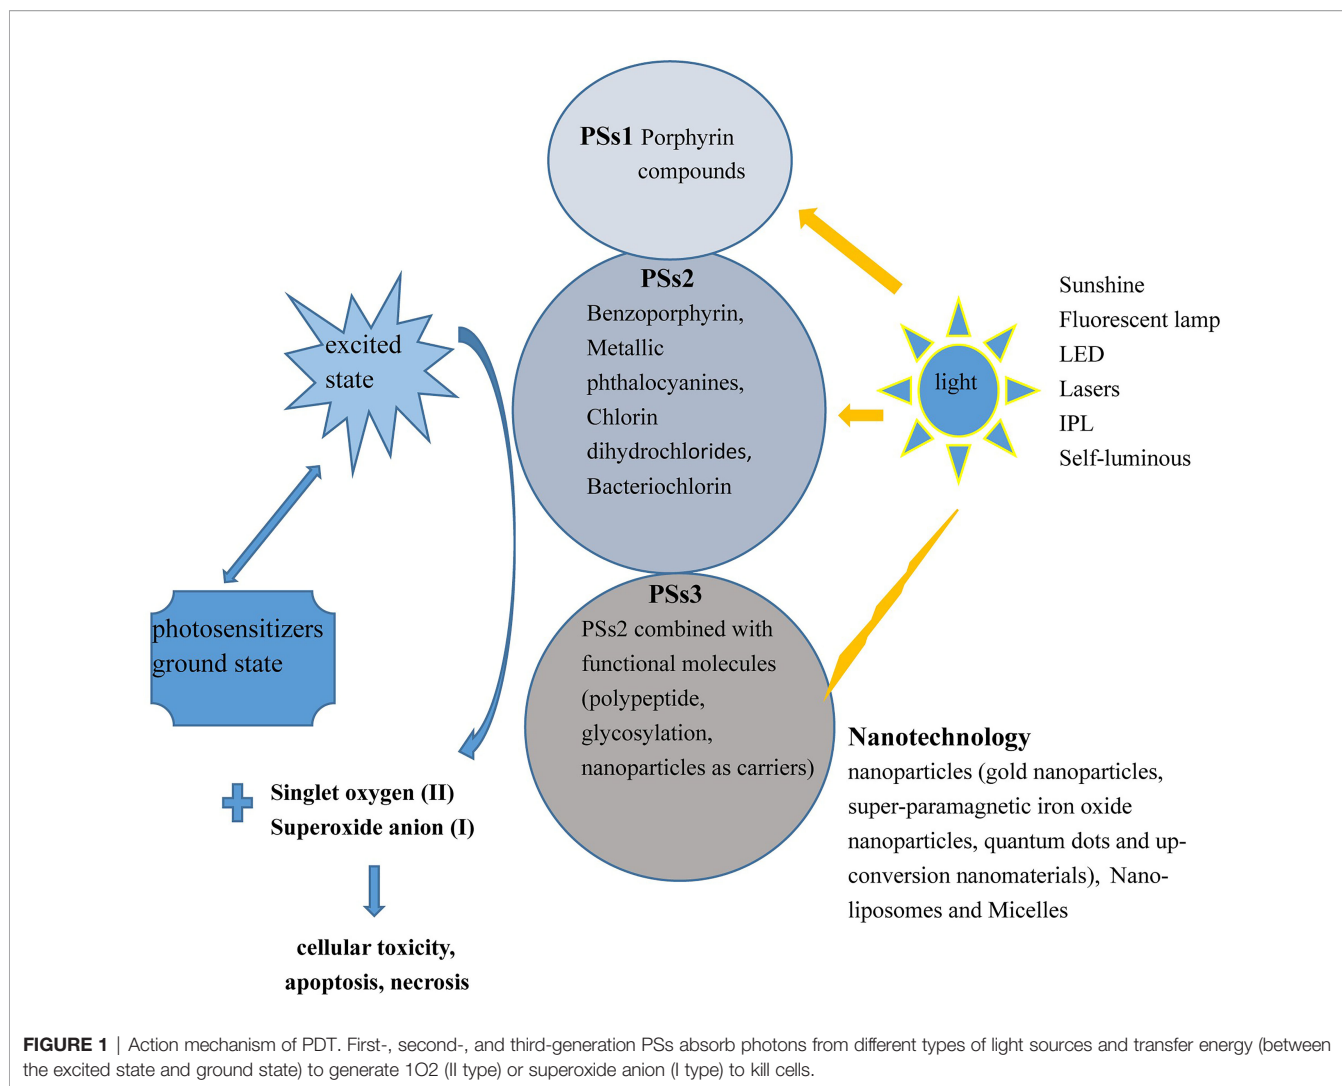 PSs1 Porphyrin
compounds
PSs2
Benzoporphyrin,
Metallic
phthalocyanines,
Chlorin
dihydrochlorides,
Bacteriochlorin
PSs3
PSs2 combined with
functional molecules
(polypeptide,
glycosylation,
nanoparticles as carriers)
excited
state
photosensitizers
ground state
Singlet oxygen (II)
Superoxide anion (I)
cellular toxicity,
apoptosis, necrosis
light
Sunshine
Fluorescent lamp
LED
Lasers
IPL
Self-luminous
Nanotechnology
nanoparticles (gold nanoparticles,
super-paramagnetic iron oxide
nanoparticles, quantum dots and up-
conversion nanomaterials), Nano-
liposomes and Micelles
FIGURE 1 | Action mechanism of PDT. First-, second-, and third-generation PSs absorb photons from different types of light sources and transfer energy (between
the excited state and ground state) to generate 1O2 (II type) or superoxide anion (I type) to kill cells.